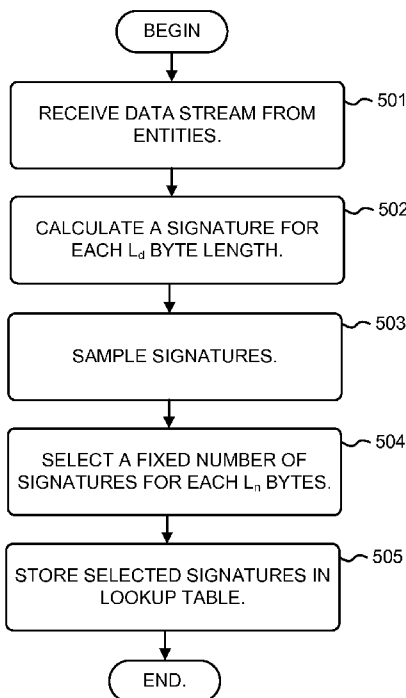 BEGIN
RECEIVE DATA STREAM FROM
ENTITIES.
501
CALCULATE A SIGNATURE FOR
EACH Ld BYTE LENGTH.
502
SAMPLE SIGNATURES.
503
SELECT A FIXED NUMBER OF
SIGNATURES FOR EACH Ln BYTES.
504
STORE SELECTED SIGNATURES IN
LOOKUP TABLE.
505
END.